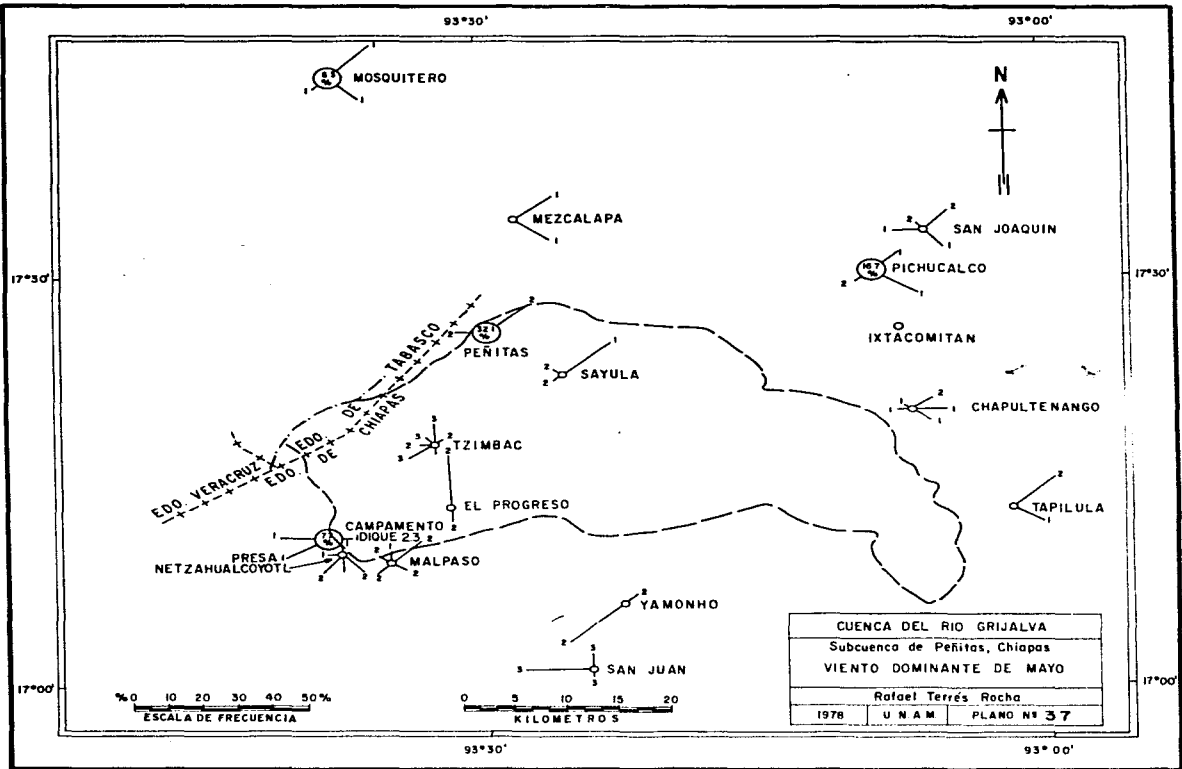 93°30'
93°00'
MOSQUITERO
N
MEZCALAPA
SAN JOAQUIN
17°30'
PICHUCALCO
17°30'
IXTACOMITAN
PEÑITAS
SAYULA
EDO. DE TABASCO
EDO. DE CHIAPAS
CHAPULTENANGO
TZIMBAC
EDO. VERACRUZ
EL PROGRESO
TAPILULA
CAMPAMENTO
DIQUE 23
PRESA
NETZAHUALCOYOTL
MALPASO
YAMONHO
SAN JUAN
CUENCA DEL RIO GRIJALVA
Subcuenca de Peñitas, Chiapas
VIENTO DOMINANTE DE MAYO
Rafael Terrés Rocha
1978 U N A M PLANO Nº 37
17°00'
17°00'
% 0 10 20 30 40 50 %
ESCALA DE FRECUENCIA
0 5 10 15 20
KILOMETROS
93°30'
93°00'